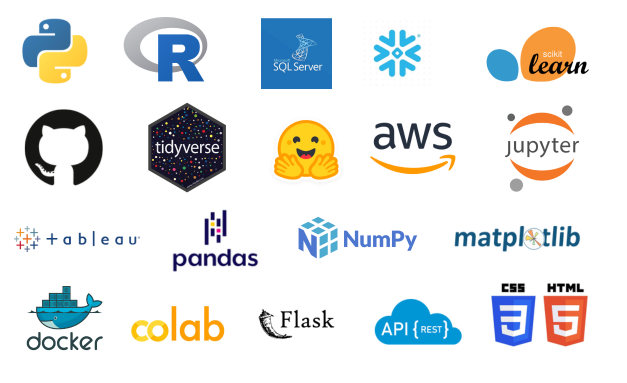 R
Microsoft
SQL Server
scikit
learn
tidyverse
aws
jupyter
+ableau
pandas
NumPy
matplotlib
docker
colab
Flask
API {REST}
CSS HTML
3 5